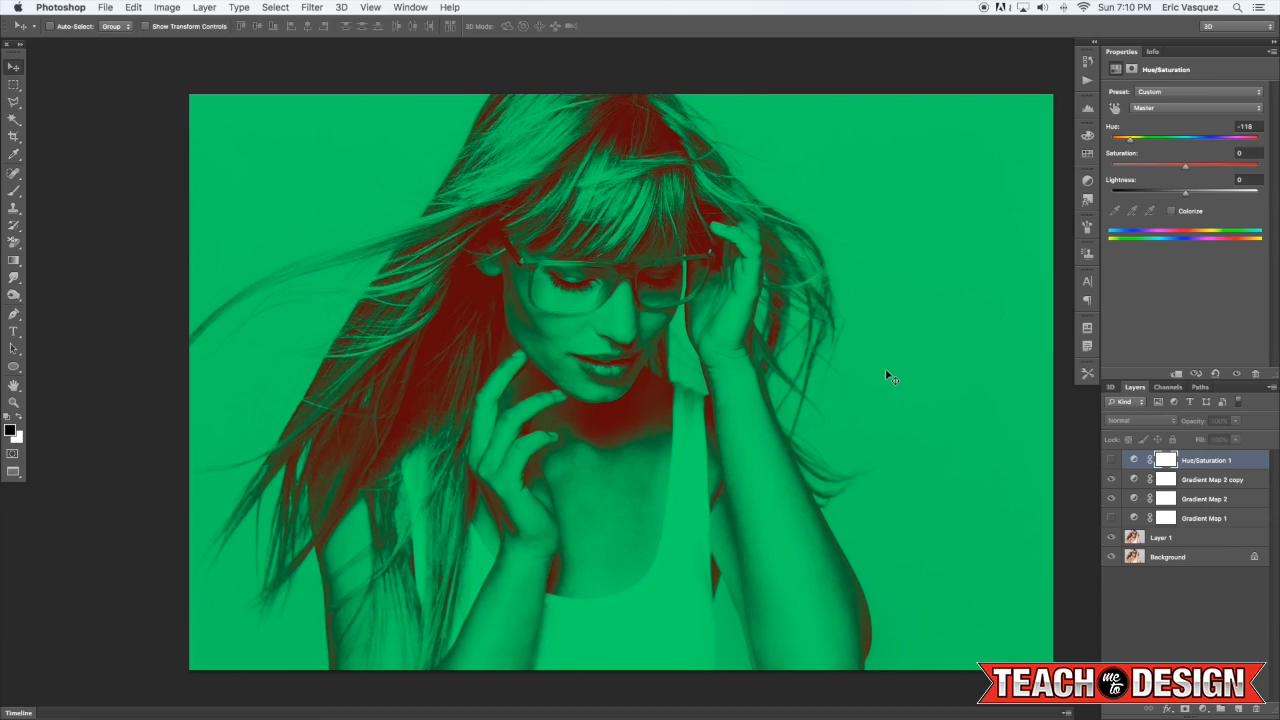 Photoshop File Edit Image Layer Type Select Filter 3D View Window Help Sun 7:10 PM Eric Vasquez
Auto-Select: Group Show Transform Controls 3D Mode: 3D
Properties Info
Hue/Saturation
Preset: Custom
Master
Hue: -118
Saturation: 0
Lightness: 0
Colorize
3D Layers Channels Paths
Kind
Normal Opacity: 100%
Lock: Fill: 100%
Hue/Saturation 1
Gradient Map 2 copy
Gradient Map 2
Gradient Map 1
Layer 1
Background
TEACH me to DESIGN
Timeline